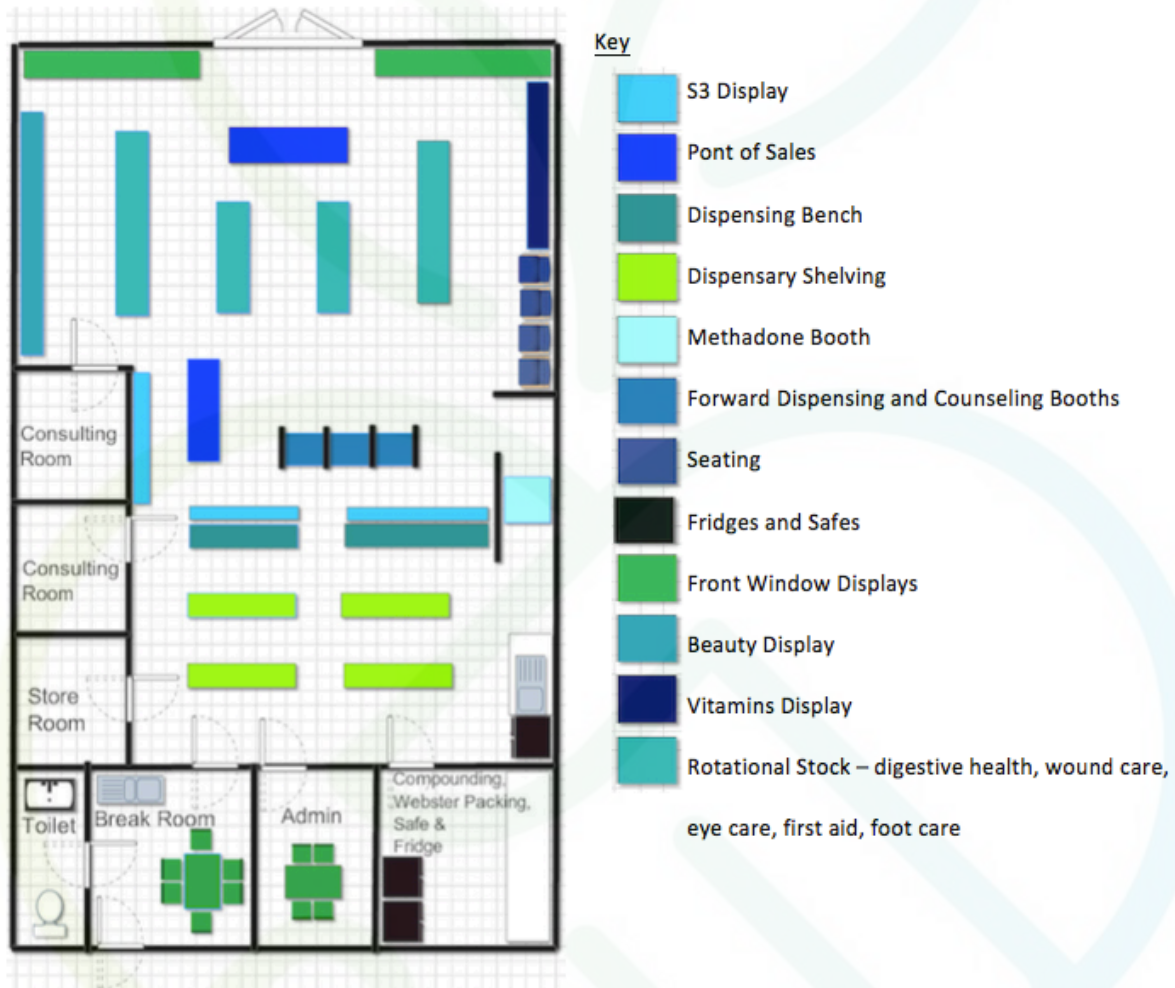 Key
S3 Display
Pont of Sales
Dispensing Bench
Dispensary Shelving
Methadone Booth
Forward Dispensing and Counseling Booths
Seating
Fridges and Safes
Front Window Displays
Beauty Display
Vitamins Display
Rotational Stock – digestive health, wound care,
eye care, first aid, foot care
Consulting
Room
Consulting
Room
Store
Room
Toilet
Break Room
Admin
Compounding,
Webster Packing,
Safe &
Fridge